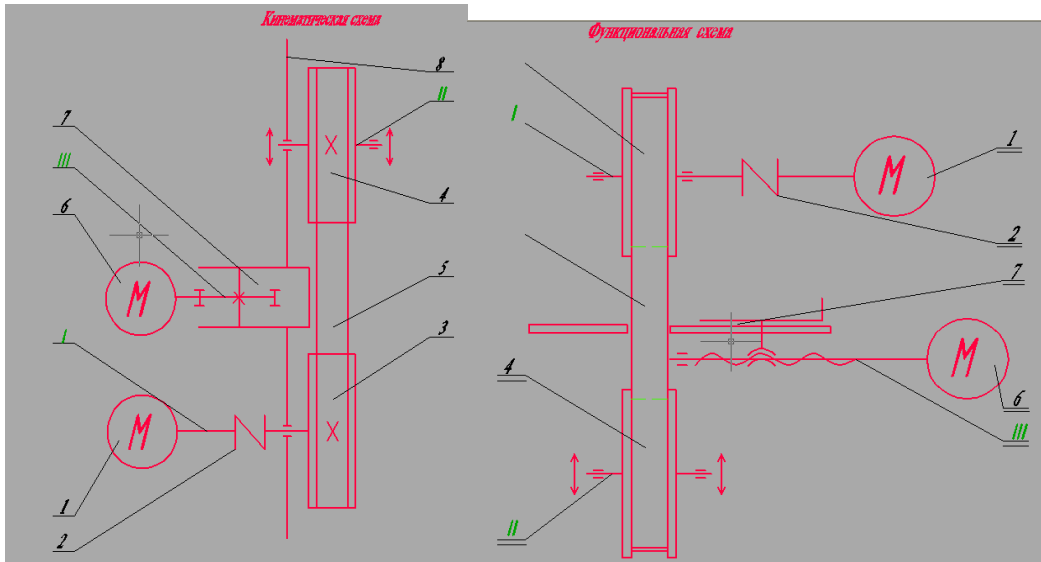 Кинематическая схема
8
II
7
III
4
6
M
5
3
I
M
1
2
Функциональная схема
I
1
M
2
7
4
M
6
III
II